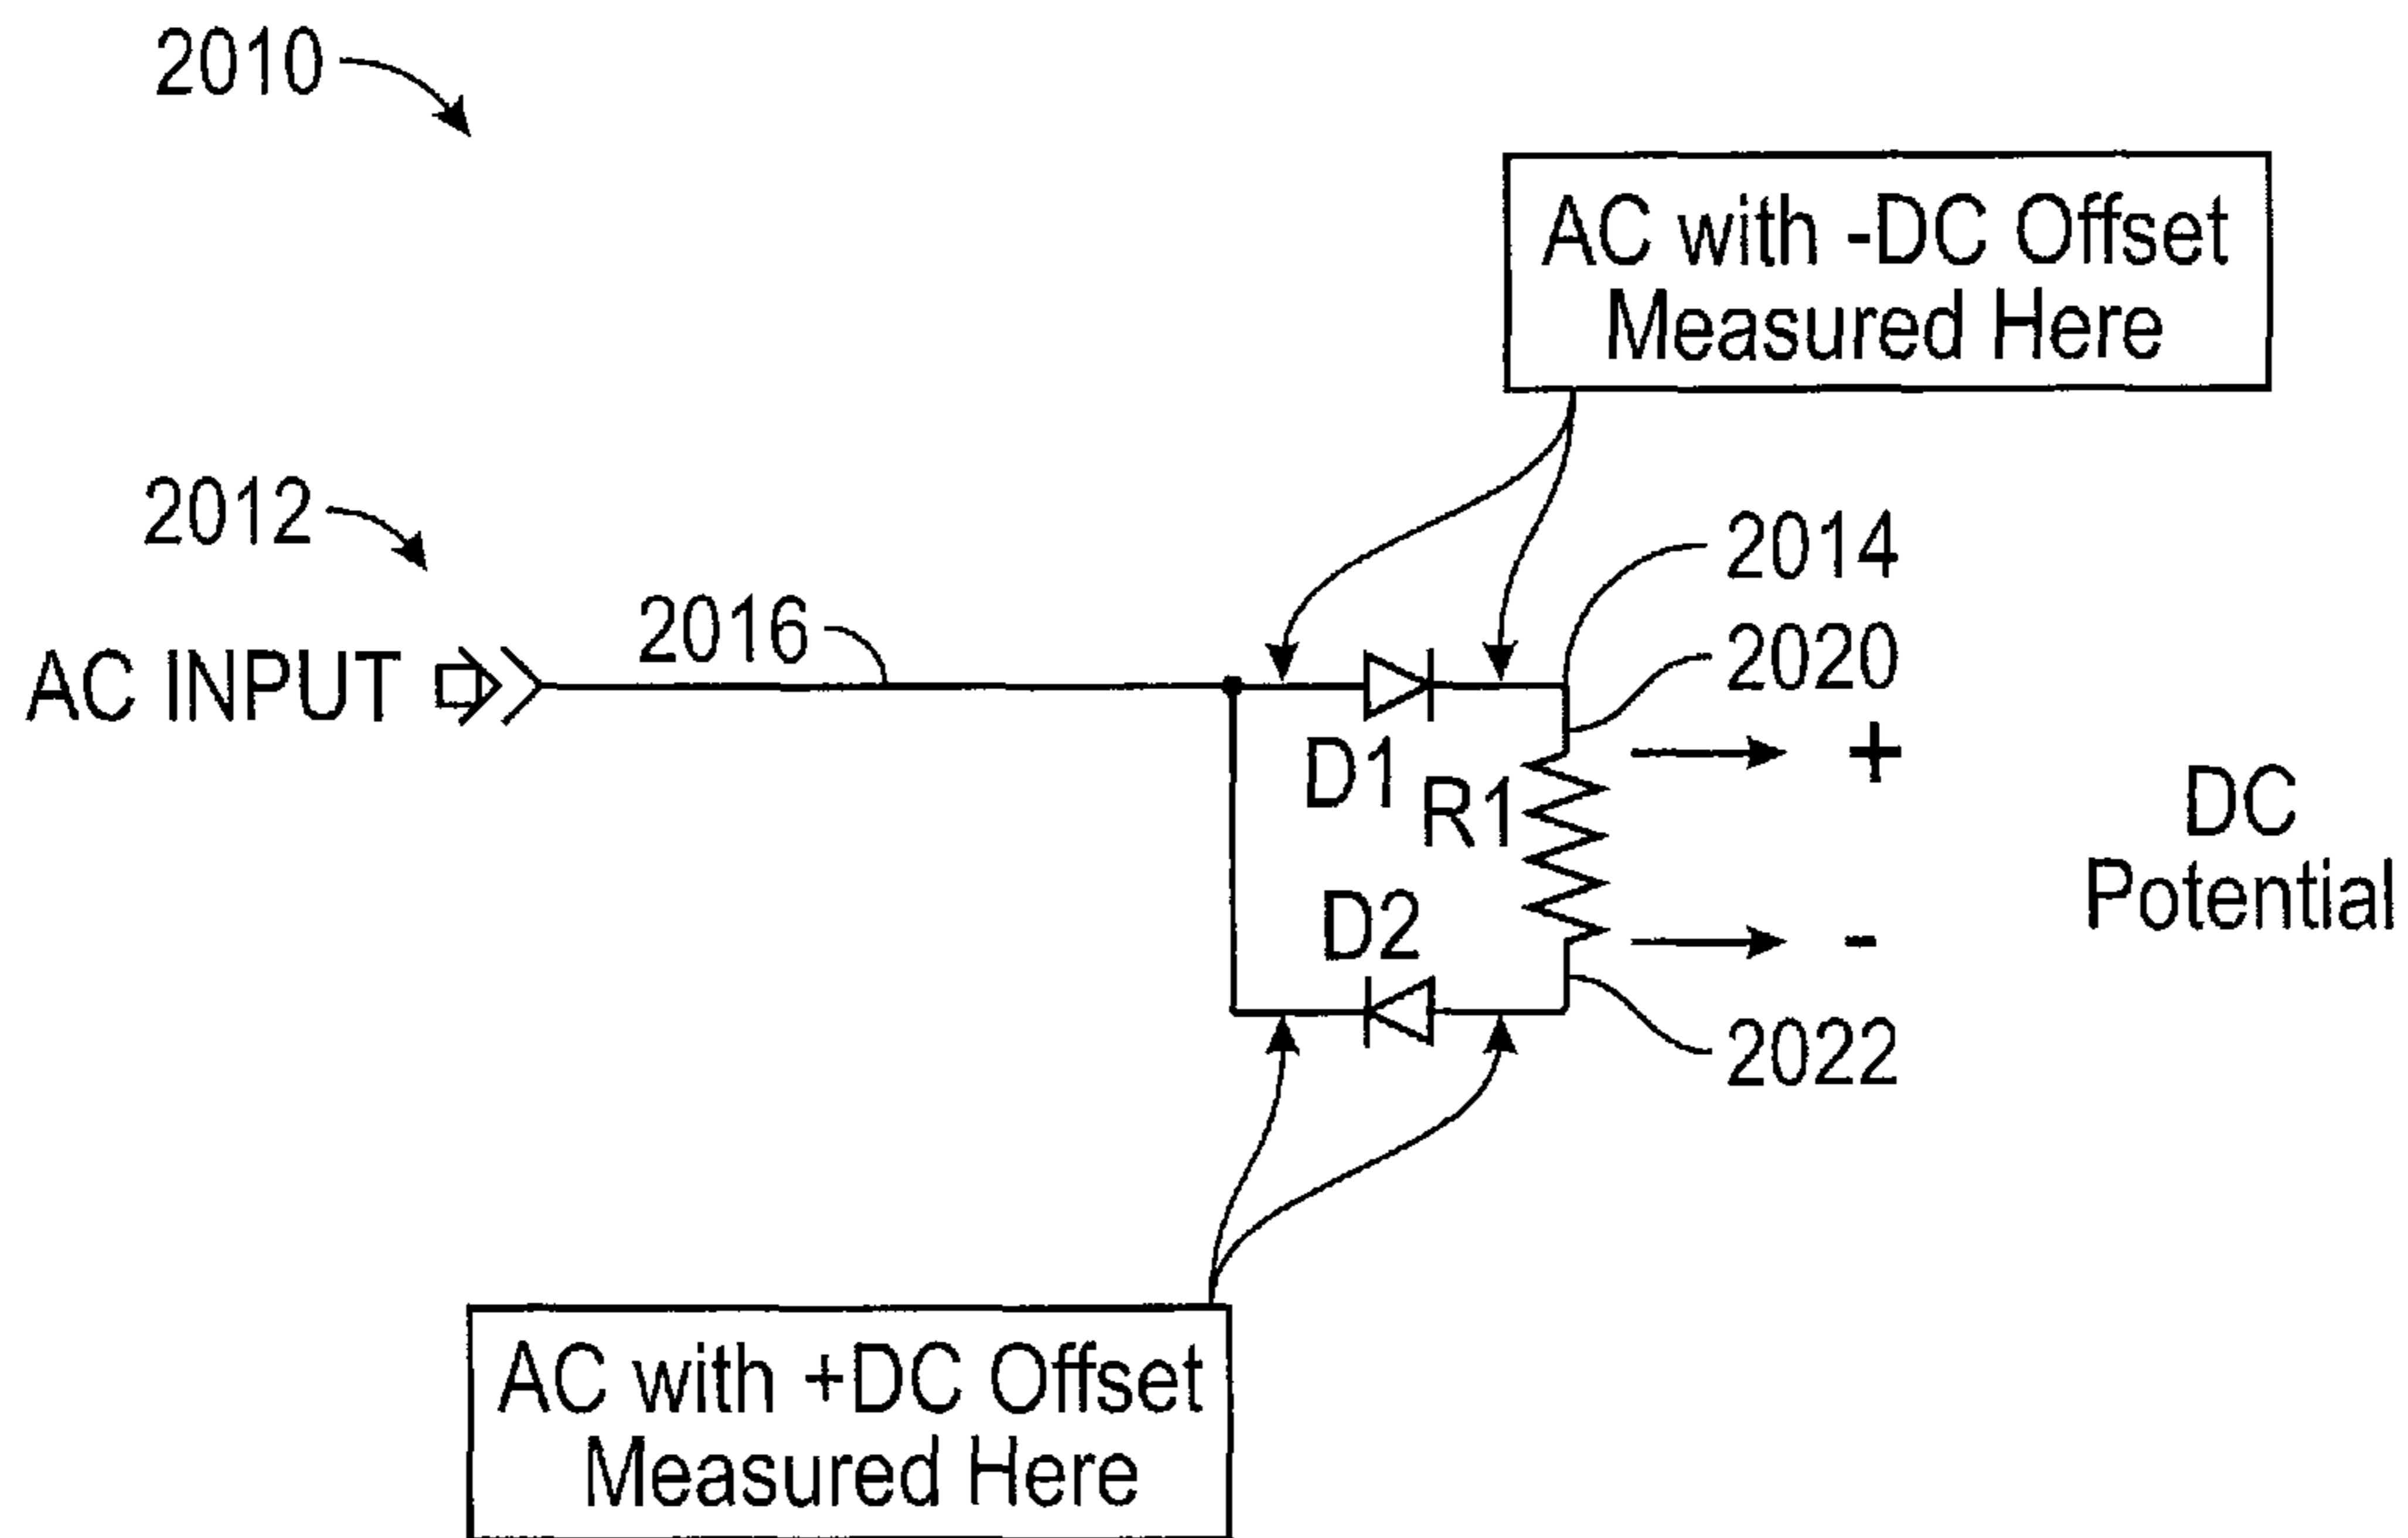 2010
AC with -DC Offset
Measured Here
2012
2014
2016
2020
AC INPUT
+
D1
R1
DC
Potential
D2
-
2022
AC with +DC Offset
Measured Here